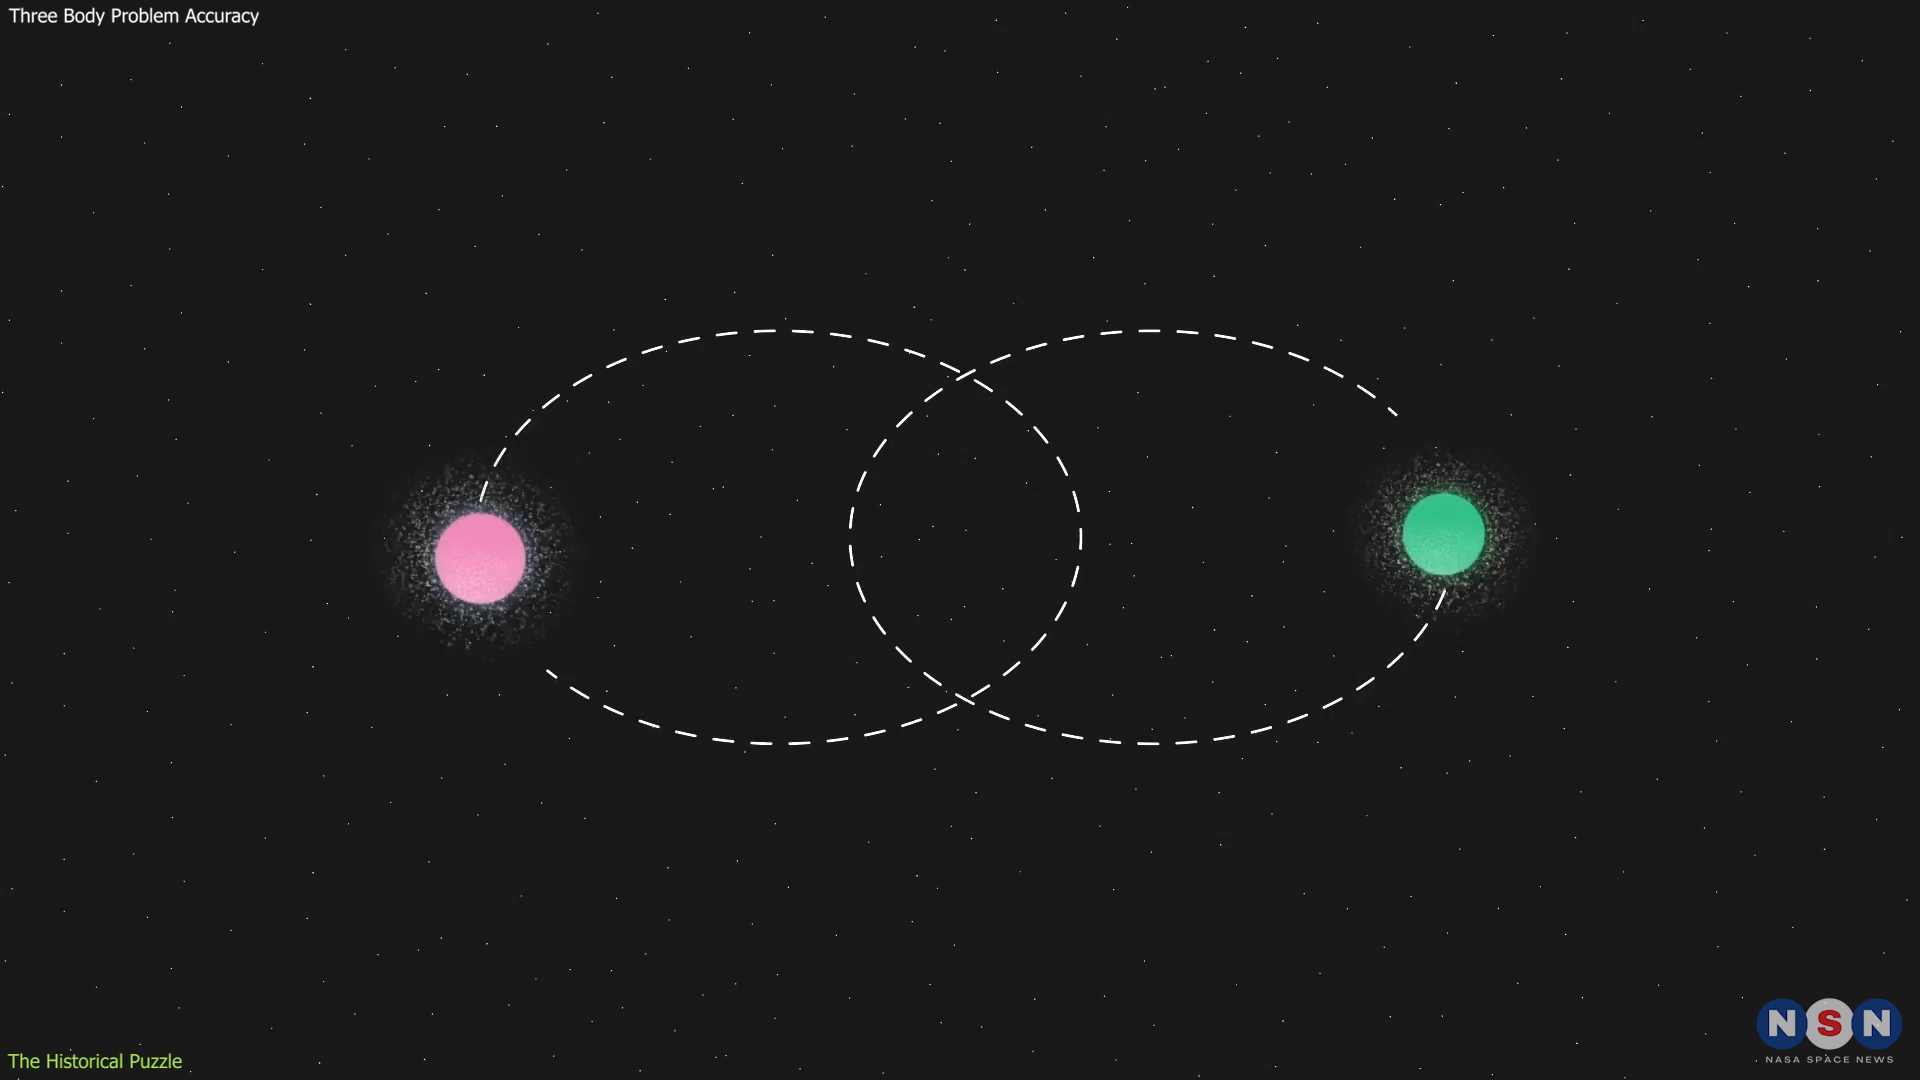 Three Body Problem Accuracy
NSN
NASA SPACE NEWS
The Historical Puzzle